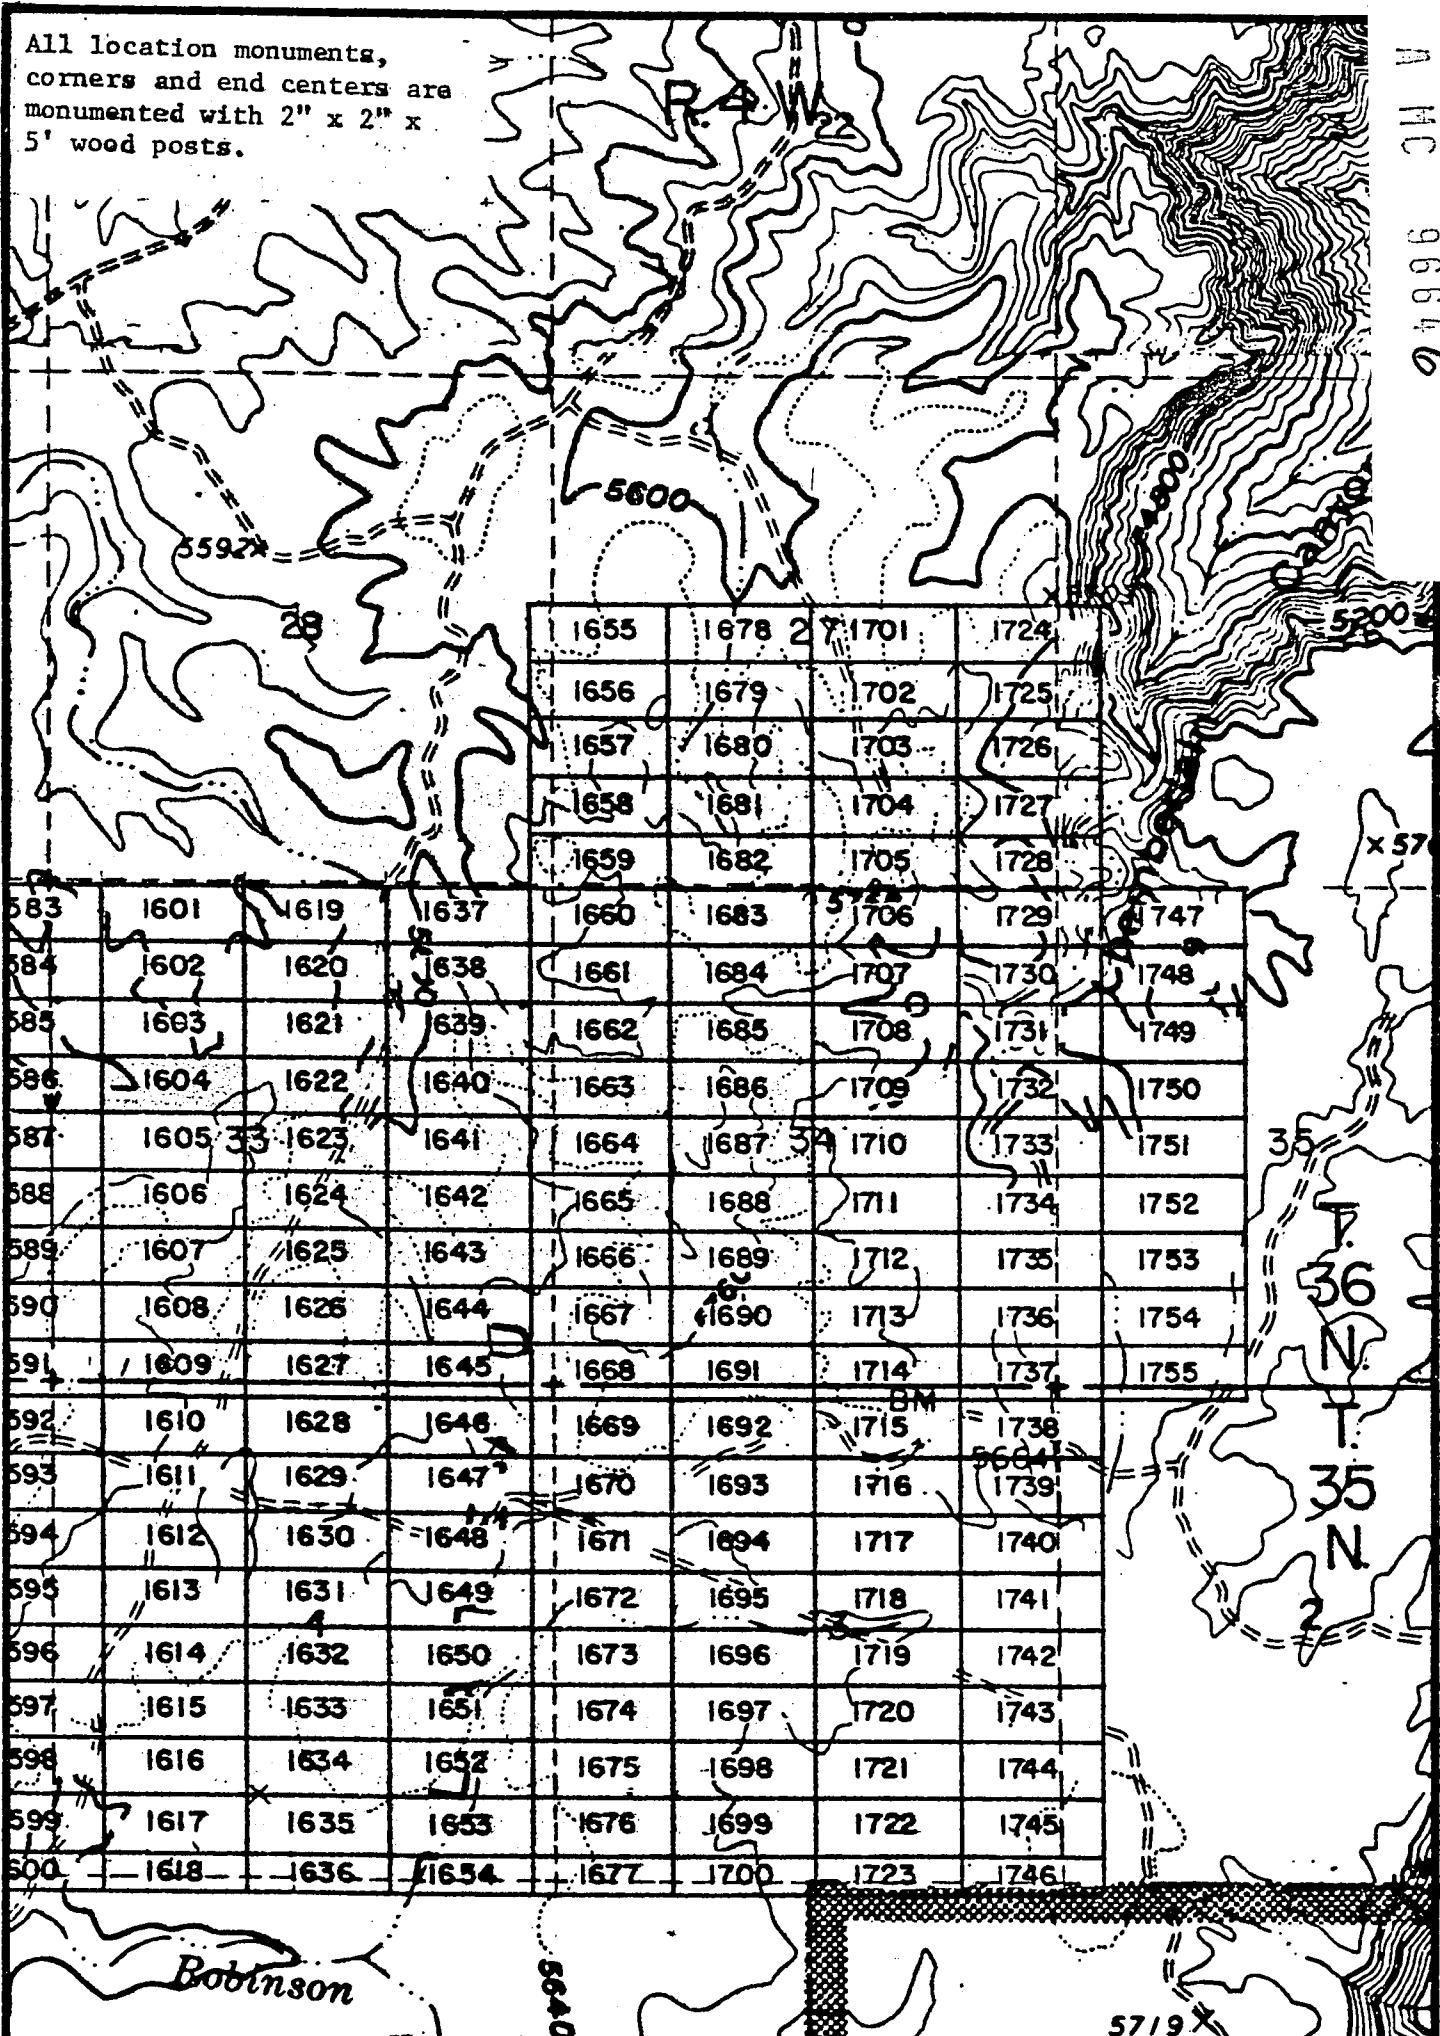 All location monuments,
corners and end centers are
monumented with 2" x 2" x
5' wood posts.
A MC 9664
R. 4 W.
22
5600
4800
5592
28
5200
1655 1678 27 1701 1724
1656 1679 1702 1725
1657 1680 1703 1726
1658 1681 1704 1727
1659 1682 1705 1728
583 1601 1619 1637 1660 1683 1706 1729 1747
584 1602 1620 1638 1661 1684 1707 1730 1748
585 1603 1621 1639 1662 1685 1708 1731 1749
586 1604 1622 1640 1663 1686 1709 1732 1750
587 1605 33 1623 1641 1664 1687 34 1710 1733 1751 35
588 1606 1624 1642 1665 1688 1711 1734 1752
589 1607 1625 1643 1666 1689 1712 1735 1753
590 1608 1626 1644 1667 1690 1713 1736 1754
591 1609 1627 1645 1668 1691 1714 1737 1755
T.
36
N.
BM
592 1610 1628 1646 1669 1692 1715 1738
5604
593 1611 1629 1647 1670 1693 1716 1739
594 1612 1630 1648 1671 1694 1717 1740
595 1613 1631 1649 1672 1695 1718 1741
T.
35
N.
4
3
2
596 1614 1632 1650 1673 1696 1719 1742
597 1615 1633 1651 1674 1697 1720 1743
598 1616 1634 1652 1675 1698 1721 1744
599 1617 1635 1653 1676 1699 1722 1745
600 1618 1636 1654 1677 1700 1723 1746
Robinson
5640
5719